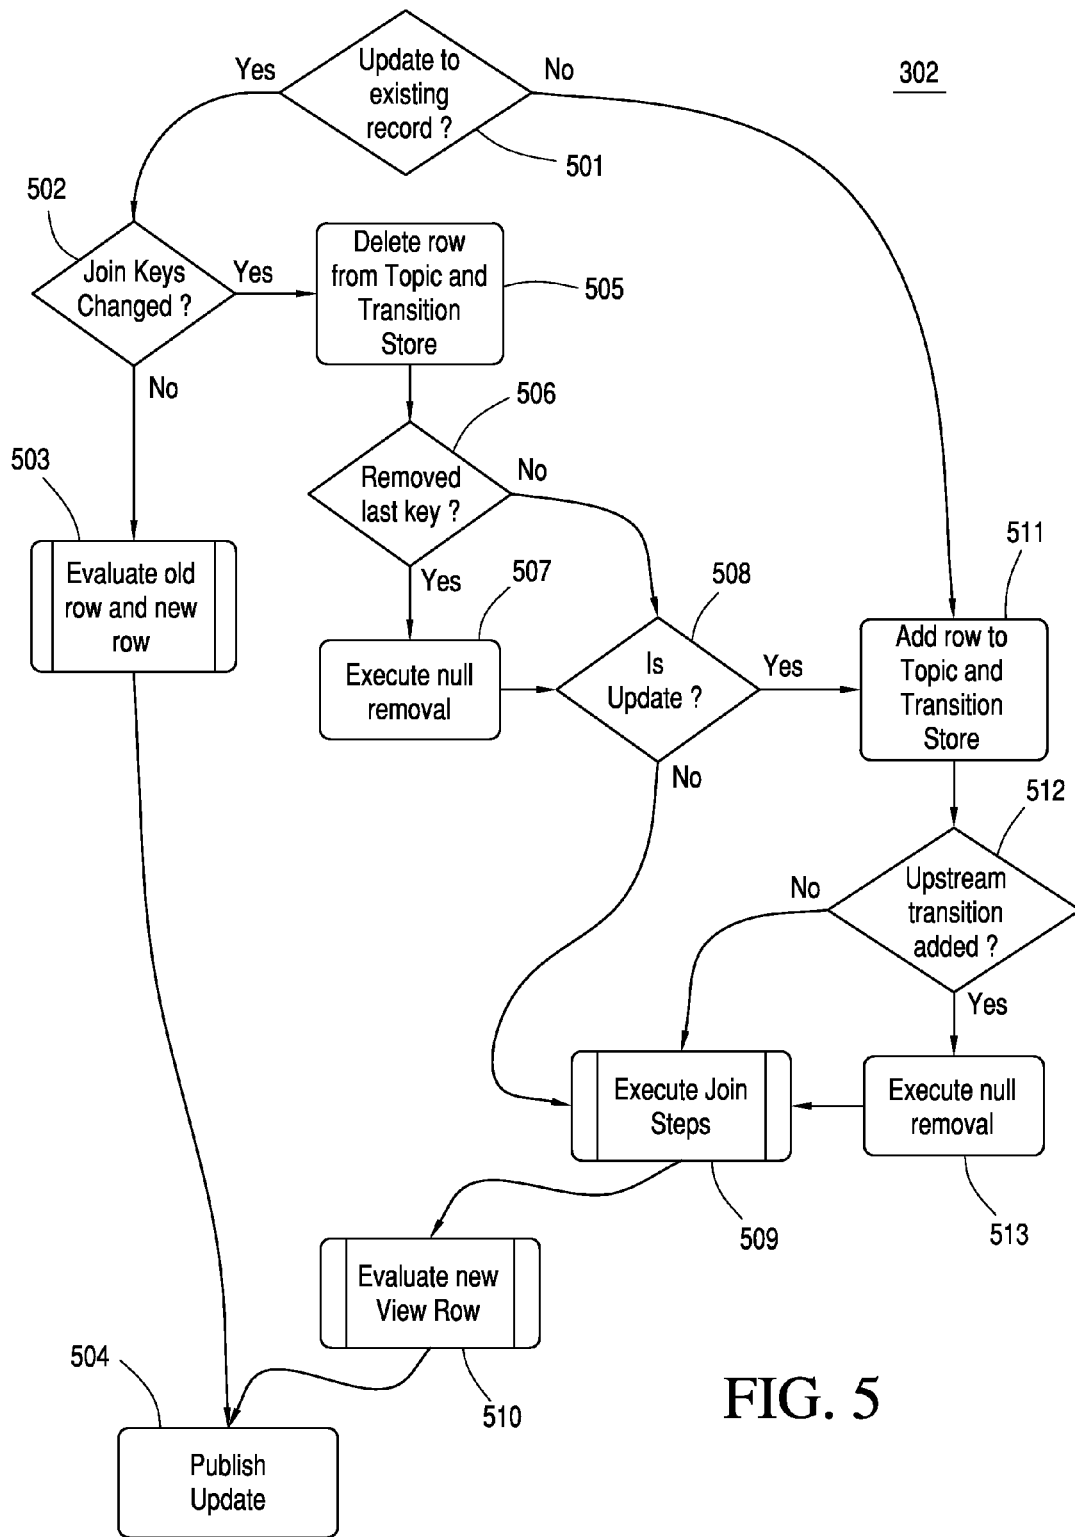 Update to
existing
record ?
Yes
No
302
501
502
Join Keys
Changed ?
Yes
No
Delete row
from Topic and
Transition
Store
505
506
Removed
last key ?
No
Yes
503
Evaluate old
row and new
row
507
Execute null
removal
508
Is
Update ?
Yes
No
511
Add row to
Topic and
Transition
Store
512
Upstream
transition
added ?
No
Yes
Execute Join
Steps
509
Execute null
removal
513
Evaluate new
View Row
510
504
Publish
Update
FIG. 5